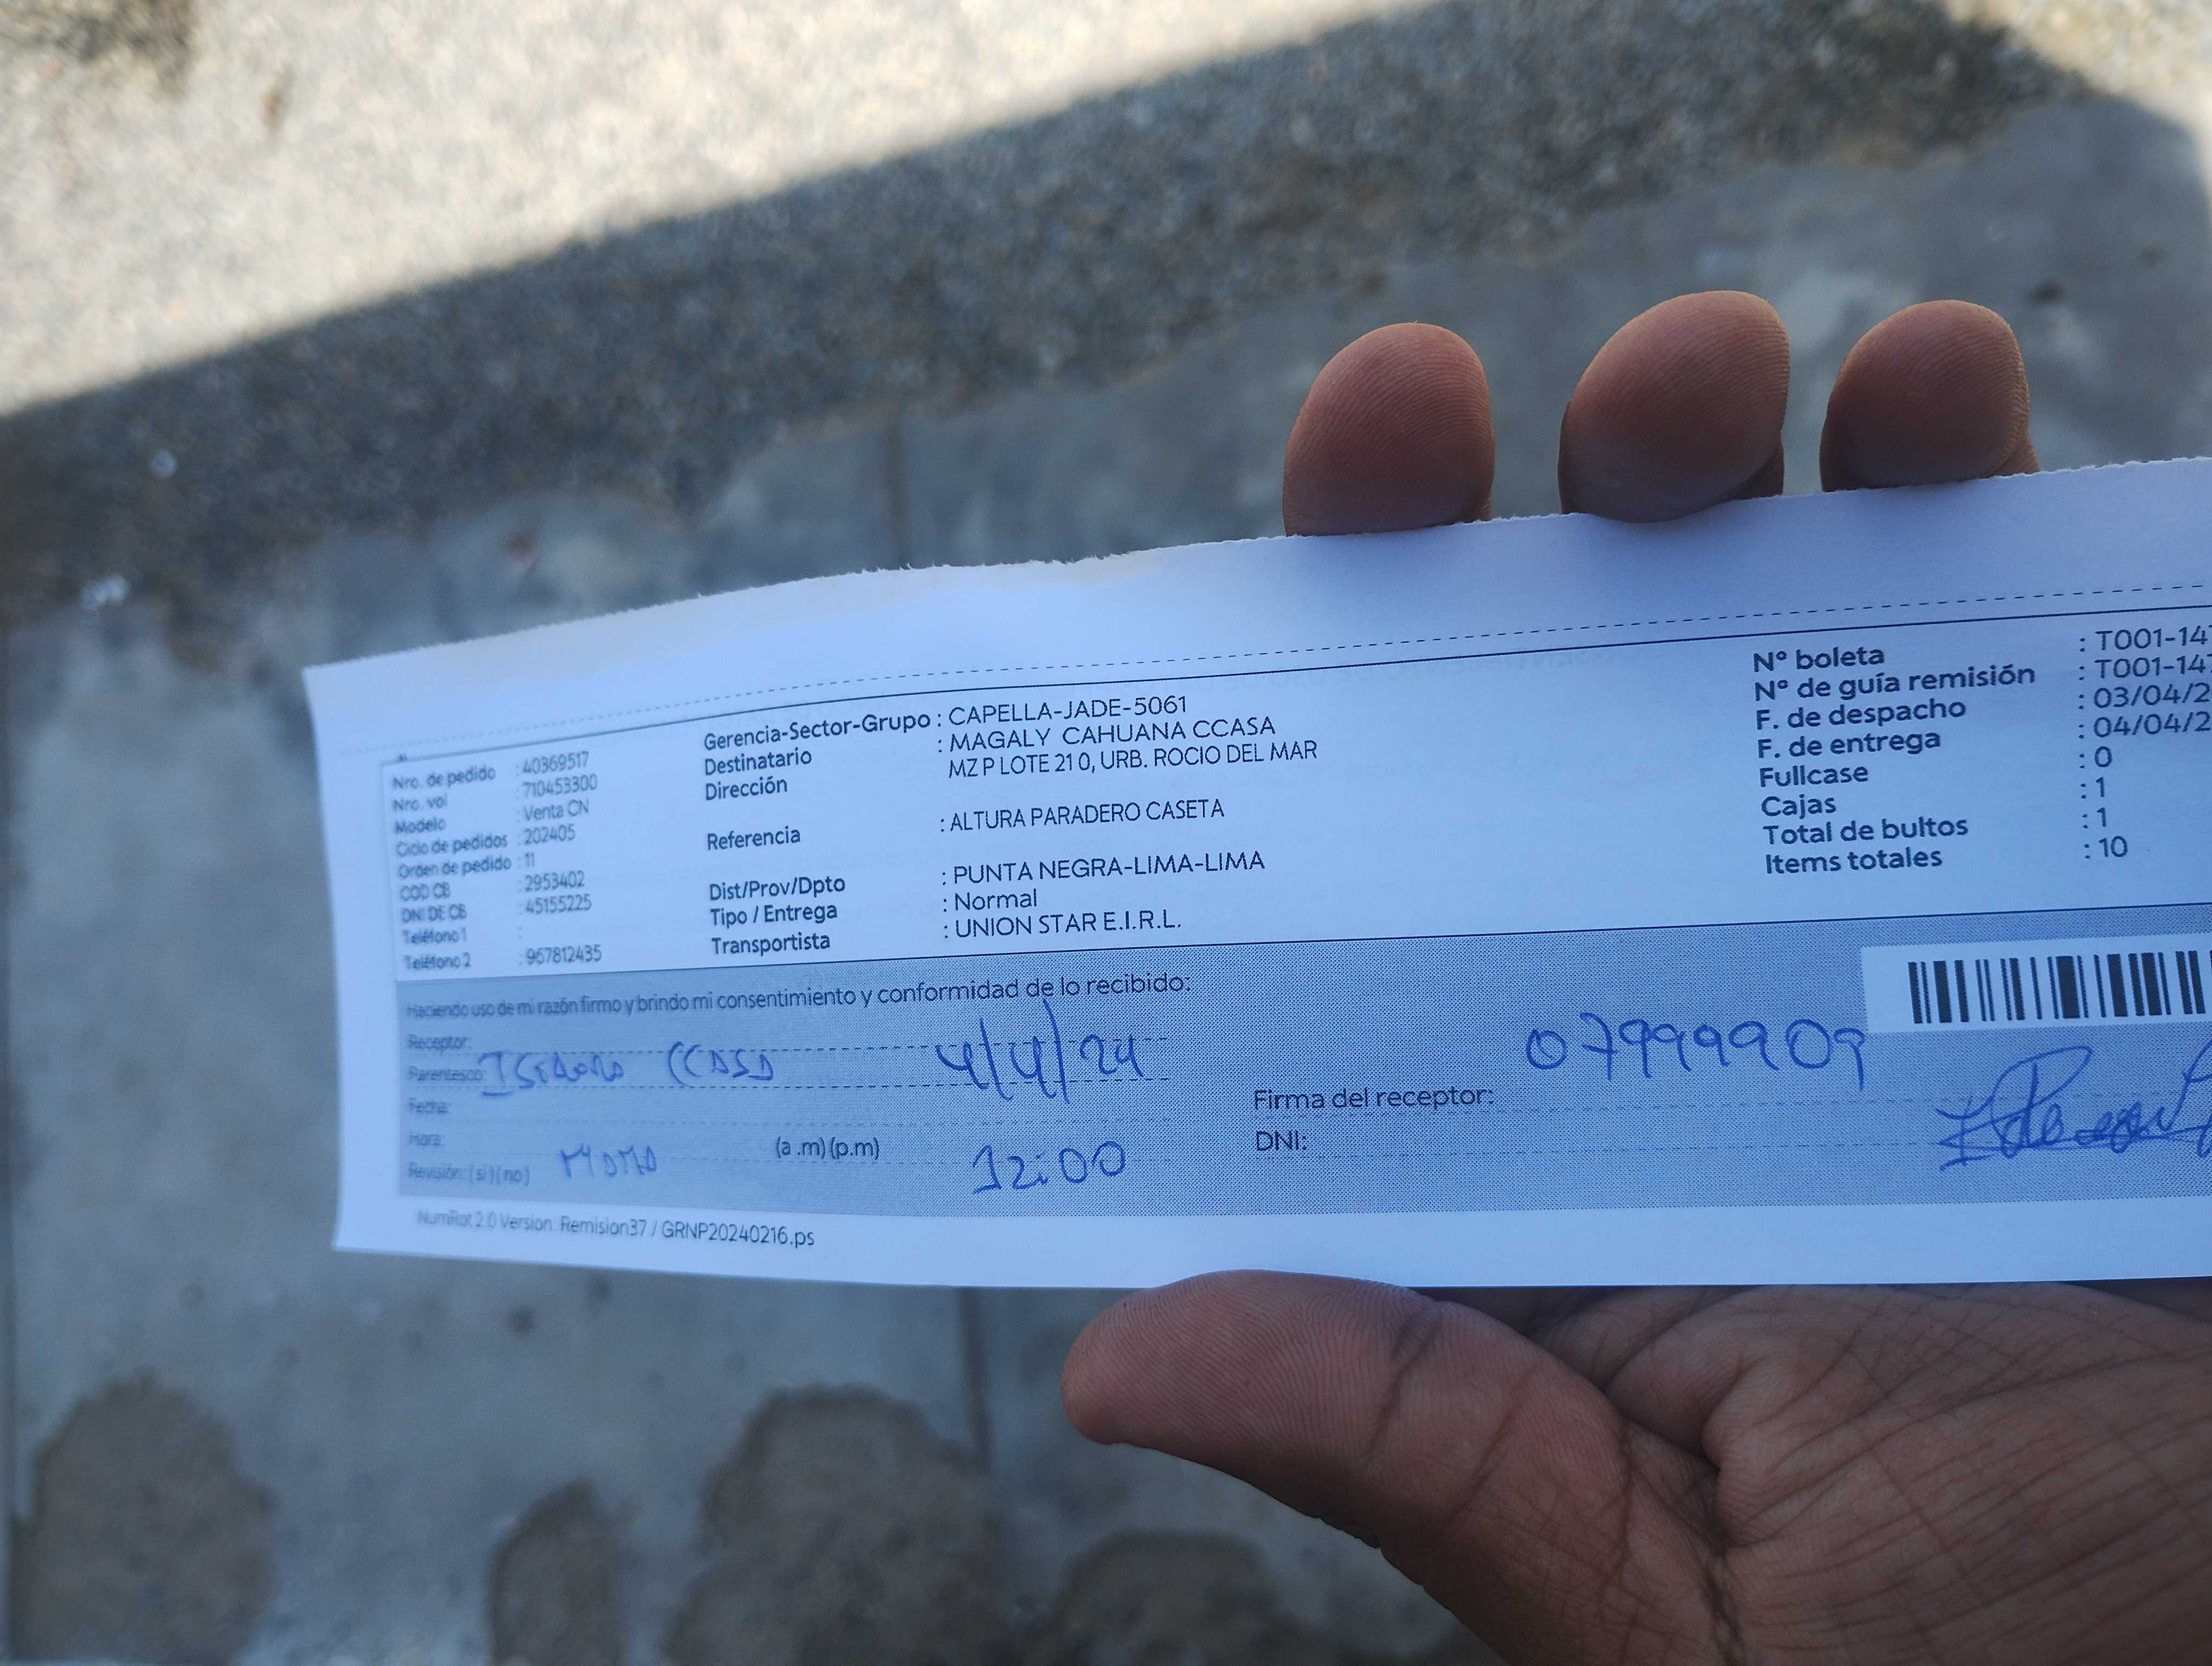 Nro. de pedido : 40369517
Nro. vol : 710453300
Modelo : Venta CN
Ciclo de pedidos : 202405
Orden de pedido : 11
COD CB : 2953402
DNI DE CB : 45155225
Teléfono 1 :
Teléfono 2 : 967812435
Gerencia-Sector-Grupo : CAPELLA-JADE-5061
Destinatario : MAGALY CAHUANA CCASA
Dirección MZ P LOTE 21 0, URB. ROCIO DEL MAR
Referencia : ALTURA PARADERO CASETA
Dist/Prov/Dpto : PUNTA NEGRA-LIMA-LIMA
Tipo / Entrega : Normal
Transportista : UNION STAR E.I.R.L.
Nº boleta : T001-147
Nº de guía remisión : T001-147
F. de despacho : 03/04/2
F. de entrega : 04/04/2
Fullcase : 0
Cajas : 1
Total de bultos : 1
Items totales : 10
Haciendo uso de mi razón firmo y brindo mi consentimiento y conformidad de lo recibido:
Receptor:
Parentesco: CCASA 4/4/24
Fecha:
Hora: (a .m) (p.m) 12:00
Revisión: ( si ) ( no )
07999909
Firma del receptor:
DNI:
NumRot 2.0 Version: Remision37 / GRNP20240216.ps